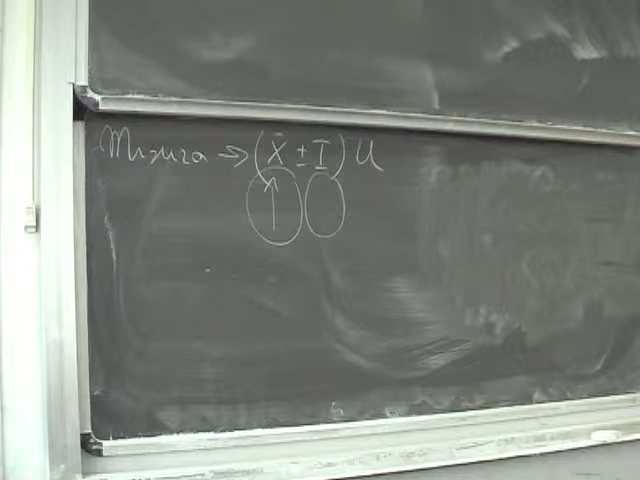 Misura → (X̄ ± I) U